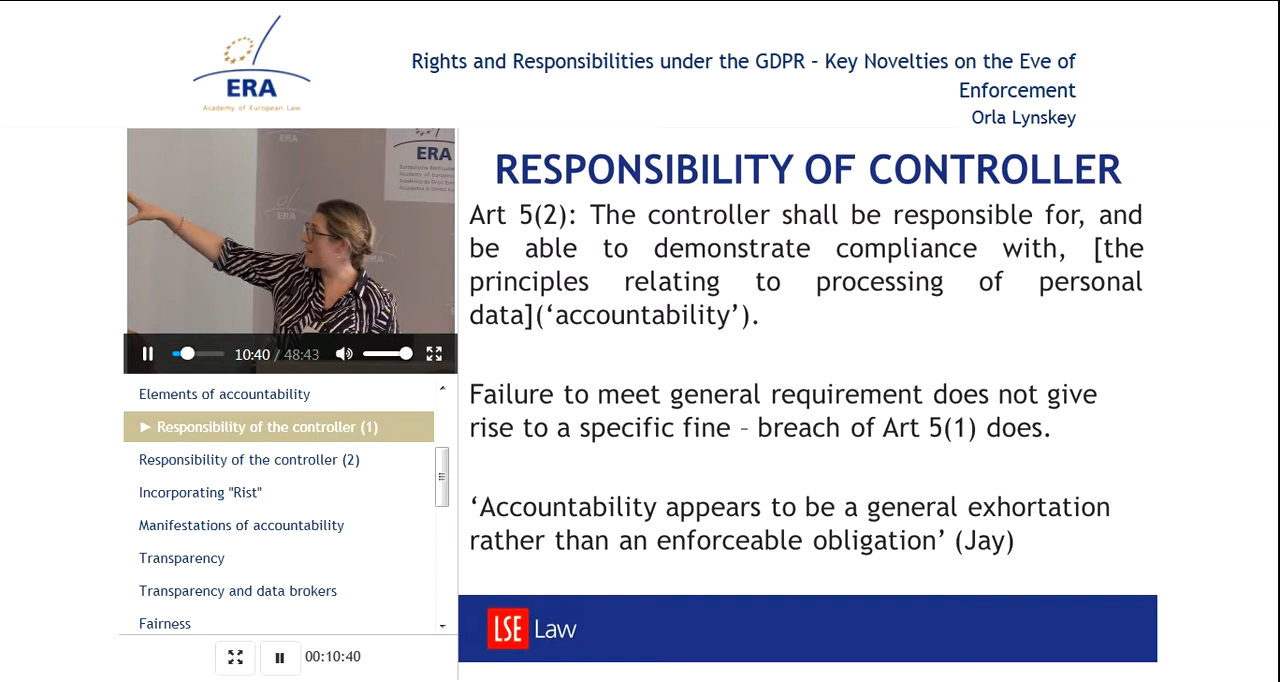 ERA
Academy of European Law
Rights and Responsibilities under the GDPR – Key Novelties on the Eve of
Enforcement
Orla Lynskey
ERA
ERA
ERA
10:40 / 48:43
Elements of accountability
► Responsibility of the controller (1)
Responsibility of the controller (2)
Incorporating "Rist"
Manifestations of accountability
Transparency
Transparency and data brokers
Fairness
00:10:40
RESPONSIBILITY OF CONTROLLER
Art 5(2): The controller shall be responsible for, and
be able to demonstrate compliance with, [the
principles relating to processing of personal
data](‘accountability’).
Failure to meet general requirement does not give
rise to a specific fine – breach of Art 5(1) does.
‘Accountability appears to be a general exhortation
rather than an enforceable obligation’ (Jay)
LSE Law